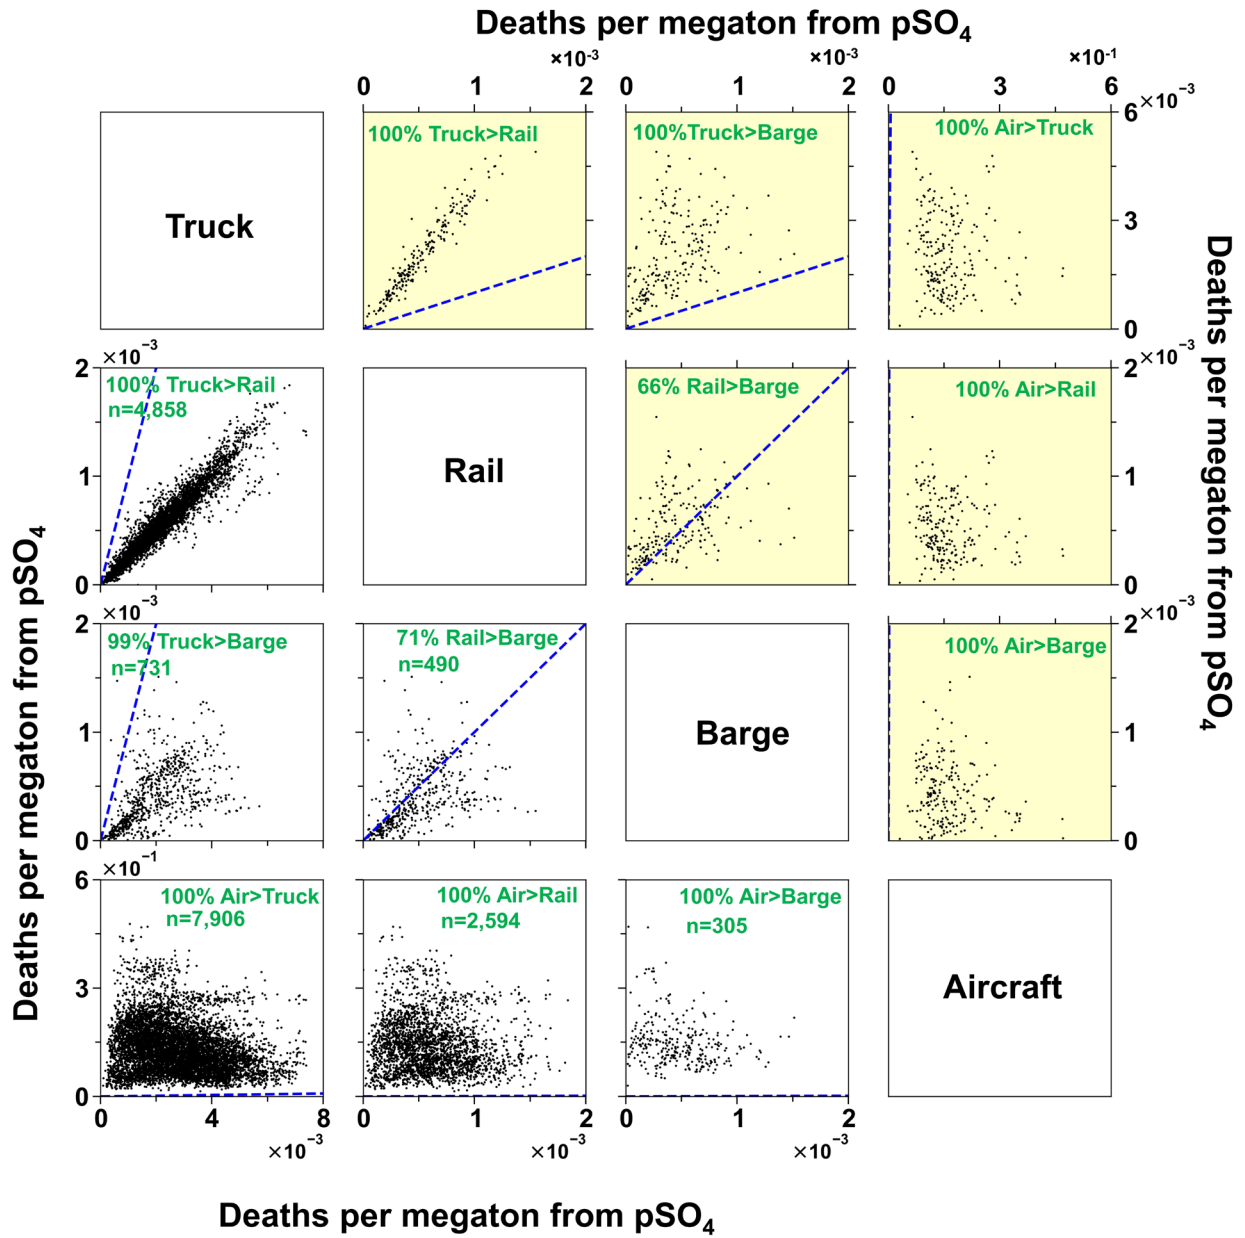 Deaths per megaton from pSO₄
×10⁻³ ×10⁻³ ×10⁻¹
0 1 2 0 1 2 0 3 6
Truck
100% Truck>Rail
100%Truck>Barge
100% Air>Truck
6 ×10⁻³
3
0
Deaths per megaton from pSO₄
×10⁻³
2
1
0
100% Truck>Rail
n=4,858
Rail
66% Rail>Barge
100% Air>Rail
2 ×10⁻³
1
0
Deaths per megaton from pSO₄
×10⁻³
2
1
0
99% Truck>Barge
n=731
71% Rail>Barge
n=490
Barge
100% Air>Barge
2 ×10⁻³
1
0
×10⁻¹
6
3
0
100% Air>Truck
n=7,906
100% Air>Rail
n=2,594
100% Air>Barge
n=305
Aircraft
0 4 8 0 1 2 0 1 2
×10⁻³ ×10⁻³ ×10⁻³
Deaths per megaton from pSO₄